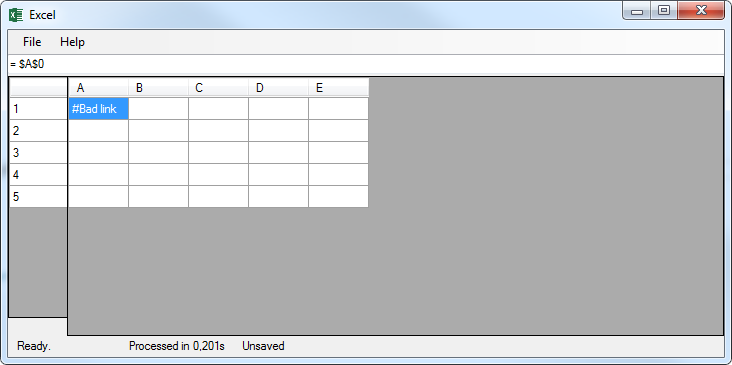 Excel
File Help
= $A$0
A B C D E
1 #Bad link
2
3
4
5
Ready. Processed in 0,201s Unsaved